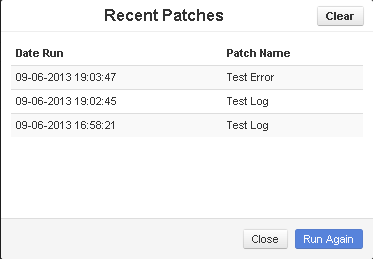 Recent Patches
Clear
Date Run Patch Name
09-06-2013 19:03:47 Test Error
09-06-2013 19:02:45 Test Log
09-06-2013 16:58:21 Test Log
Close Run Again